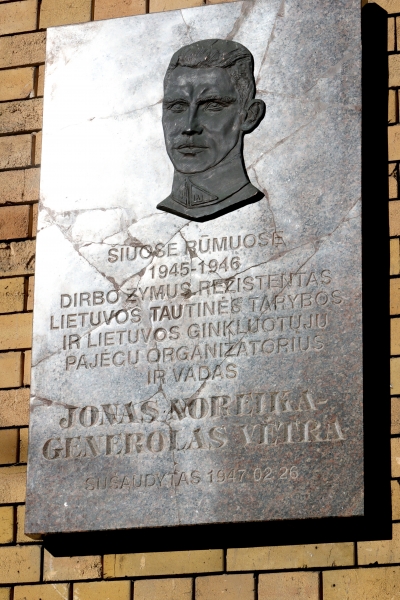 ŠIUOSE RŪMUOSE
1945-1946
DIRBO ŽYMUS REZISTENTAS
LIETUVOS TAUTINĖS TARYBOS
IR LIETUVOS GINKLUOTŲJŲ
PAJĖGŲ ORGANIZATORIUS
IR VADAS
JONAS NOREIKA-
GENEROLAS VĖTRA
SUŠAUDYTAS 1947 02 26